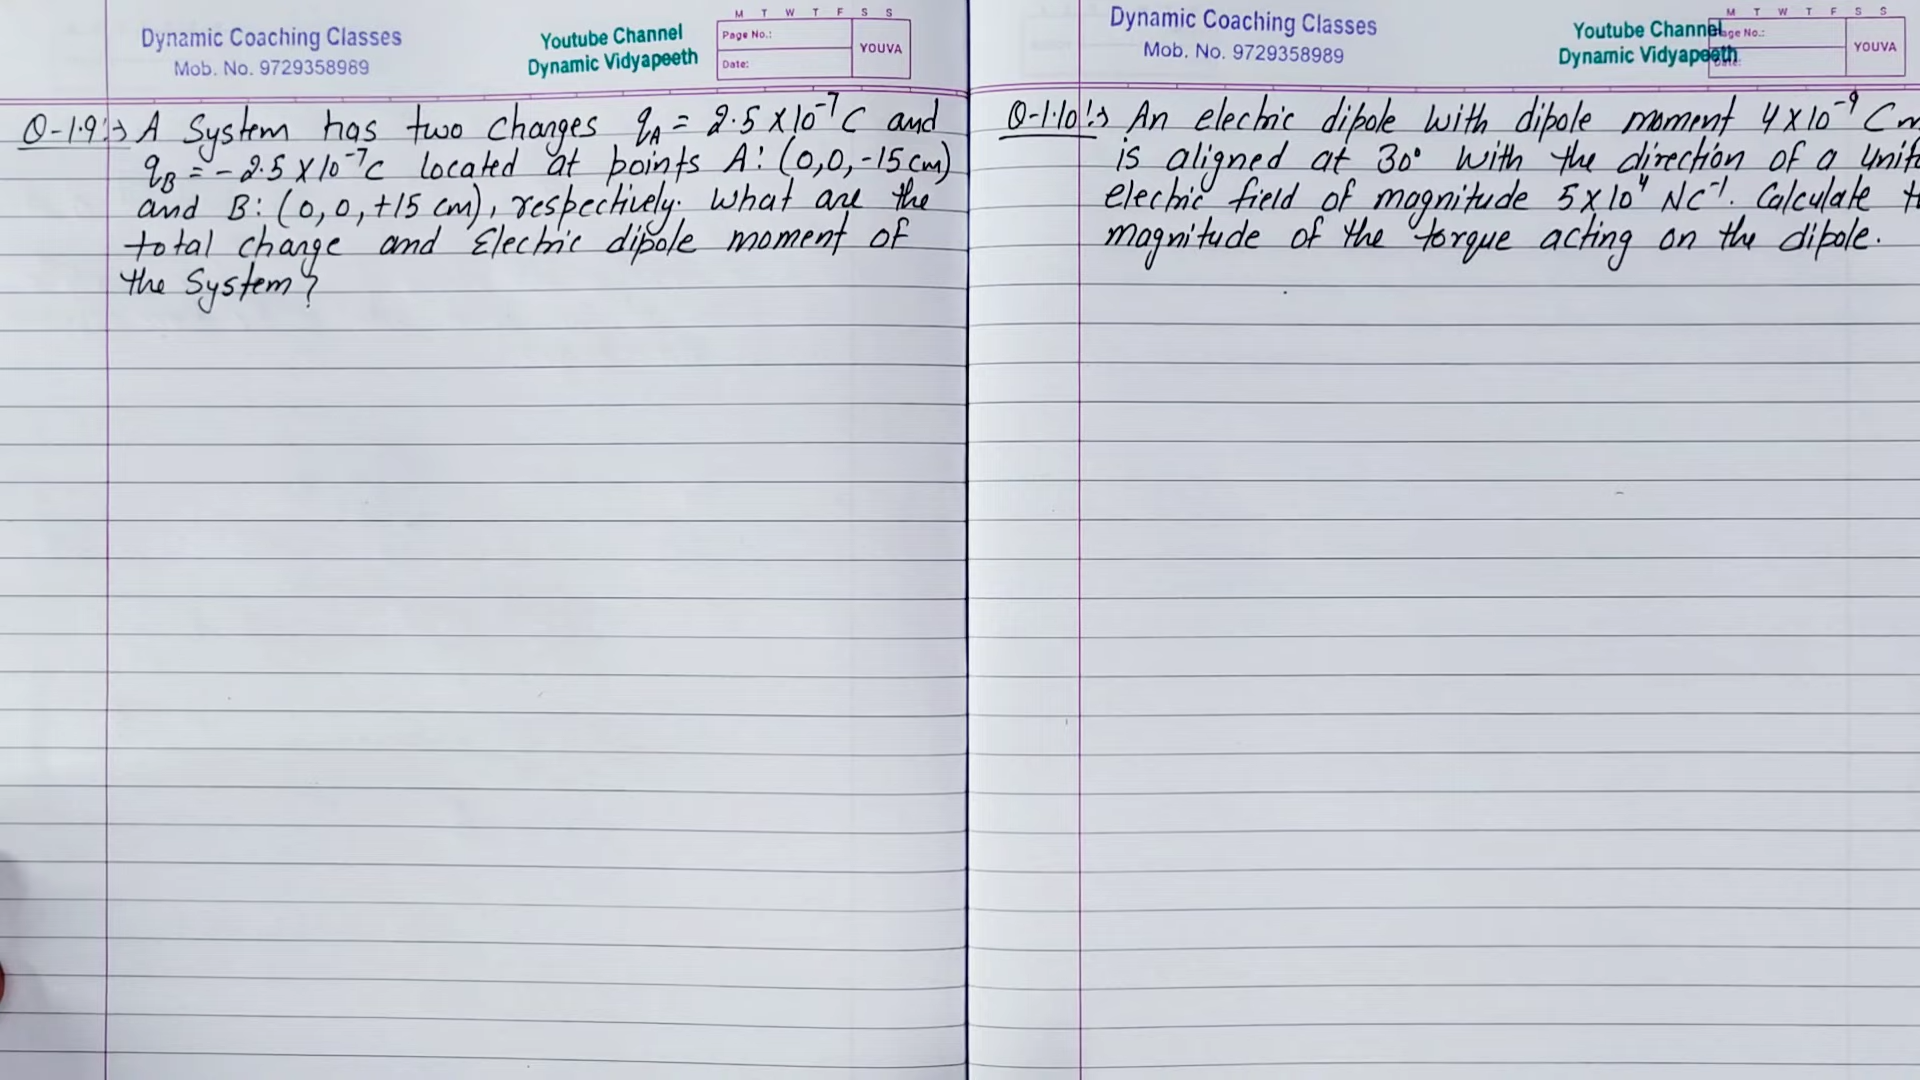 Dynamic Coaching Classes
Mob. No. 9729358989
Youtube Channel
Dynamic Vidyapeeth
M T W T F S S
Page No.:
Date:
YOUVA
Q-1.9:→ A System has two charges qA = 2.5 X 10⁻⁷ C and
qB = - 2.5 X 10⁻⁷ C located at points A: (0,0,-15 cm)
and B: (0,0,+15 cm), respectively. What are the
total charge and Electric dipole moment of
the System?
Dynamic Coaching Classes
Mob. No. 9729358989
Youtube Channel
Dynamic Vidyapeeth
M T W T F S S
age No.:
YOUVA
Q-1.10:→ An electric dipole with dipole moment 4 X 10⁻⁹ Cm
is aligned at 30° with the direction of a unif
electric field of magnitude 5 X 10⁴ NC⁻¹. Calculate t
magnitude of the torque acting on the dipole.